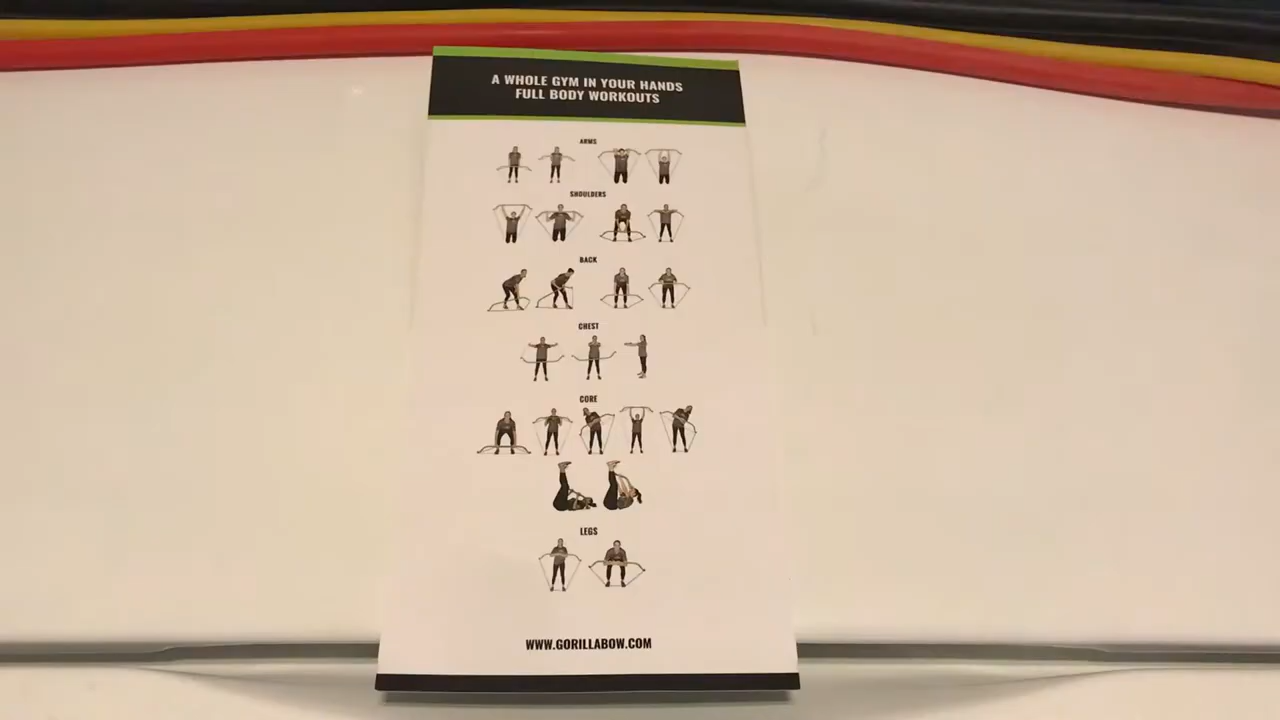 A WHOLE GYM IN YOUR HANDS
FULL BODY WORKOUTS
ARMS
SHOULDERS
BACK
CHEST
CORE
LEGS
WWW.GORILLABOW.COM